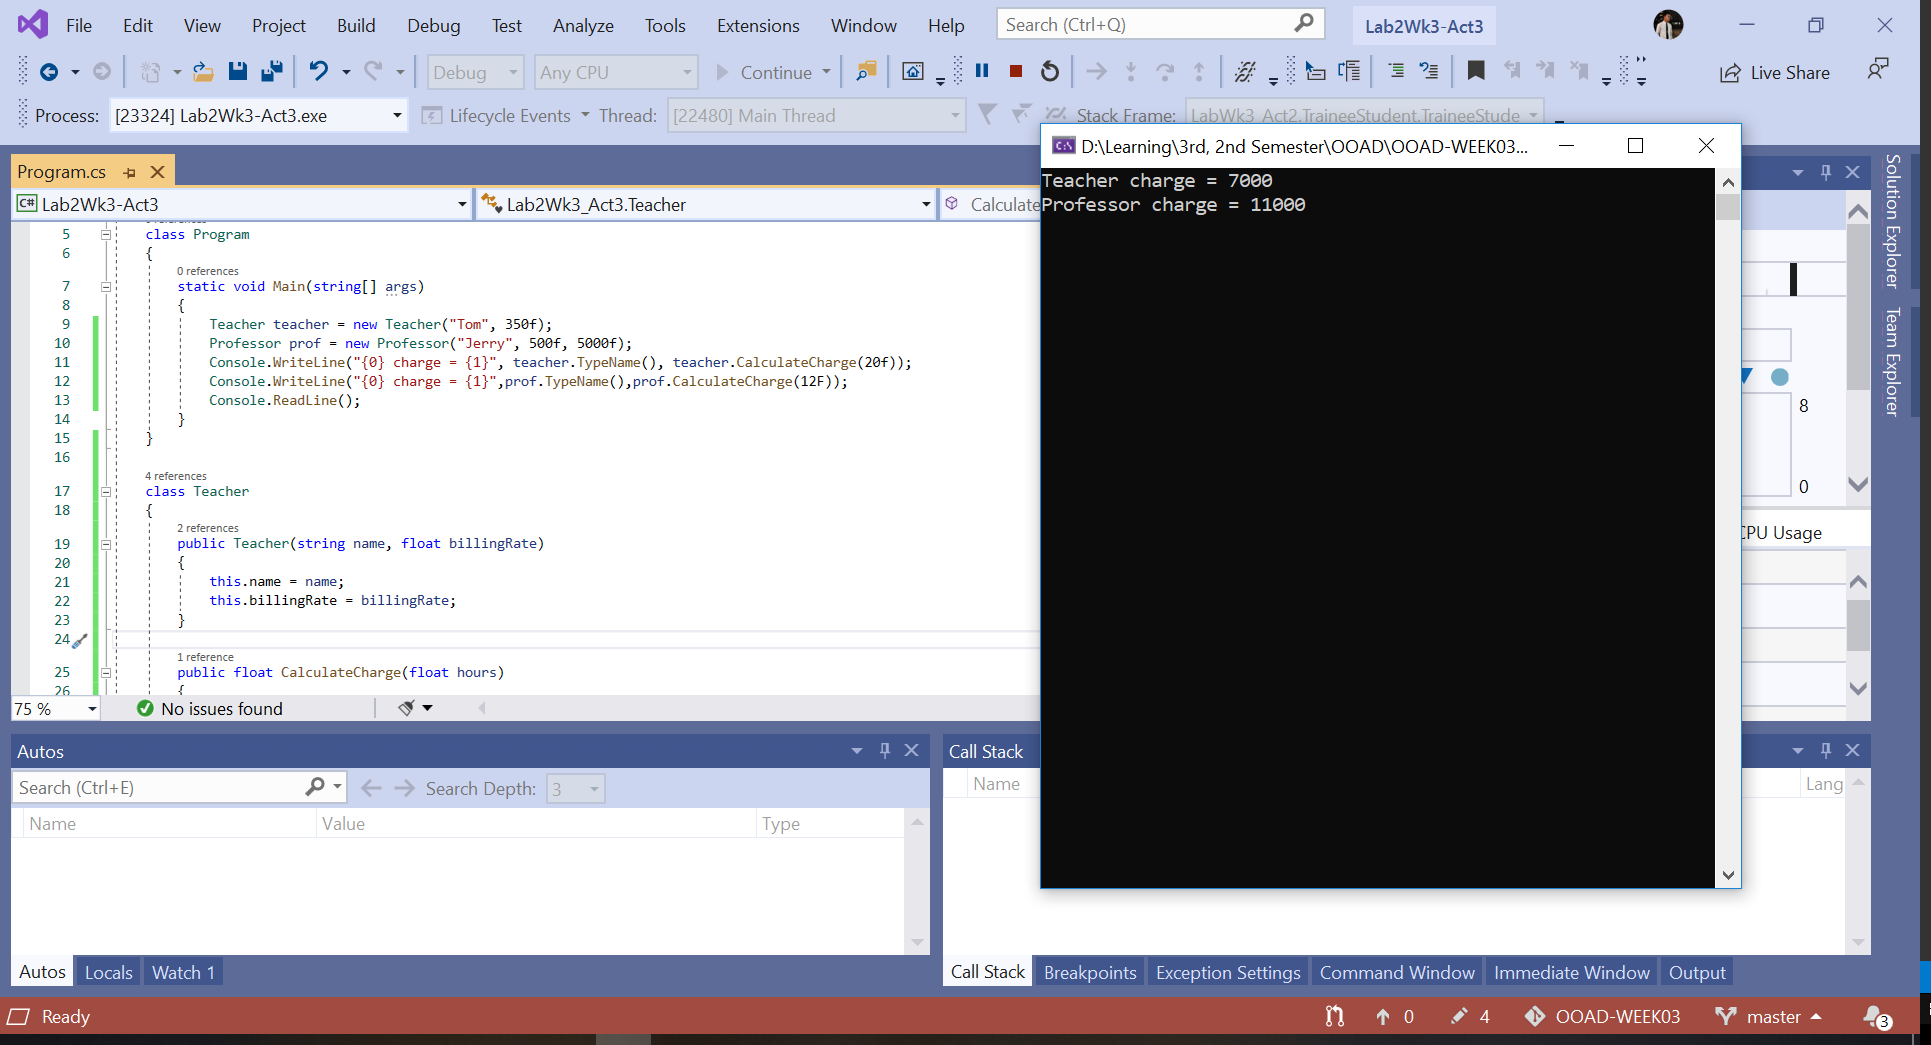 File Edit View Project Build Debug Test Analyze Tools Extensions Window Help Search (Ctrl+Q) Lab2Wk3-Act3
Debug Any CPU Continue Live Share
Process: [23324] Lab2Wk3-Act3.exe Lifecycle Events Thread: [22480] Main Thread Stack Frame: LabWk3_Act2.TraineeStudent.TraineeStude
D:\Learning\3rd, 2nd Semester\OOAD\OOAD-WEEK03...
Teacher charge = 7000
Professor charge = 11000
Program.cs
Lab2Wk3-Act3 Lab2Wk3_Act3.Teacher Calculate
5 class Program
6 {
0 references
7 static void Main(string[] args)
8 {
9 Teacher teacher = new Teacher("Tom", 350f);
10 Professor prof = new Professor("Jerry", 500f, 5000f);
11 Console.WriteLine("{0} charge = {1}", teacher.TypeName(), teacher.CalculateCharge(20f));
12 Console.WriteLine("{0} charge = {1}",prof.TypeName(),prof.CalculateCharge(12F));
13 Console.ReadLine();
14 }
15 }
16
4 references
17 class Teacher
18 {
2 references
19 public Teacher(string name, float billingRate)
20 {
21 this.name = name;
22 this.billingRate = billingRate;
23 }
24
1 reference
25 public float CalculateCharge(float hours)
26 {
75 % No issues found
Solution Explorer
Team Explorer
8
0
CPU Usage
Autos
Search (Ctrl+E) Search Depth: 3
Name Value Type
Autos Locals Watch 1
Call Stack
Name Lang
Call Stack Breakpoints Exception Settings Command Window Immediate Window Output
Ready 0 4 OOAD-WEEK03 master 3